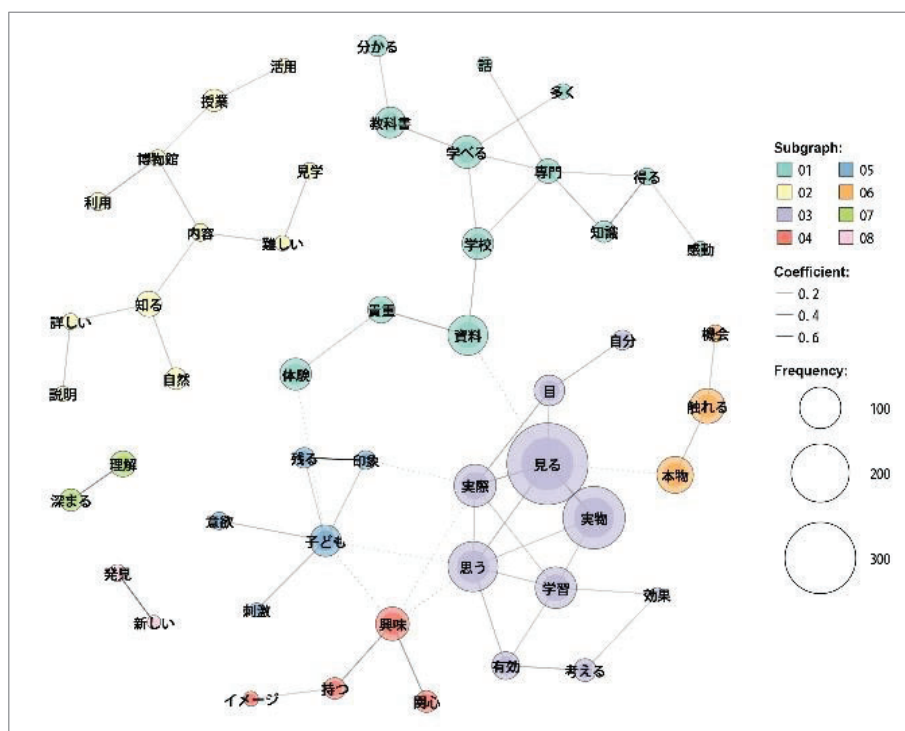 分かる
活用
話
授業
多く
教科書
学べる
博物館
見学
専門
得る
利用
内容
難しい
学校
知識
感動
知る
貴重
資料
詳しい
自分
機会
体験
自然
目
説明
触れる
残る
印象
見る
本物
理解
実際
深まる
実物
意欲
子ども
思う
発見
学習
効果
刺激
新しい
興味
有効
考える
イメージ
持つ
関心
Subgraph:
01 05
02 06
03 07
04 08
Coefficient:
0.2
0.4
0.6
Frequency:
100
200
300